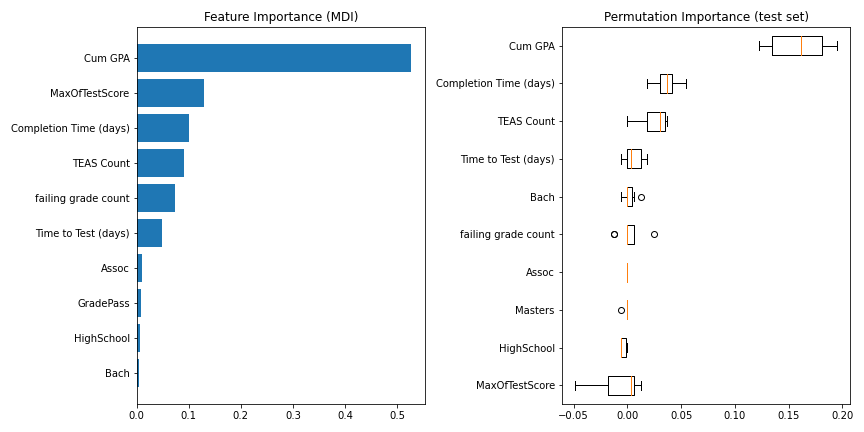 Feature Importance (MDI)
Cum GPA
MaxOfTestScore
Completion Time (days)
TEAS Count
failing grade count
Time to Test (days)
Assoc
GradePass
HighSchool
Bach
0.0 0.1 0.2 0.3 0.4 0.5
Permutation Importance (test set)
Cum GPA
Completion Time (days)
TEAS Count
Time to Test (days)
Bach
failing grade count
Assoc
Masters
HighSchool
MaxOfTestScore
−0.05 0.00 0.05 0.10 0.15 0.20